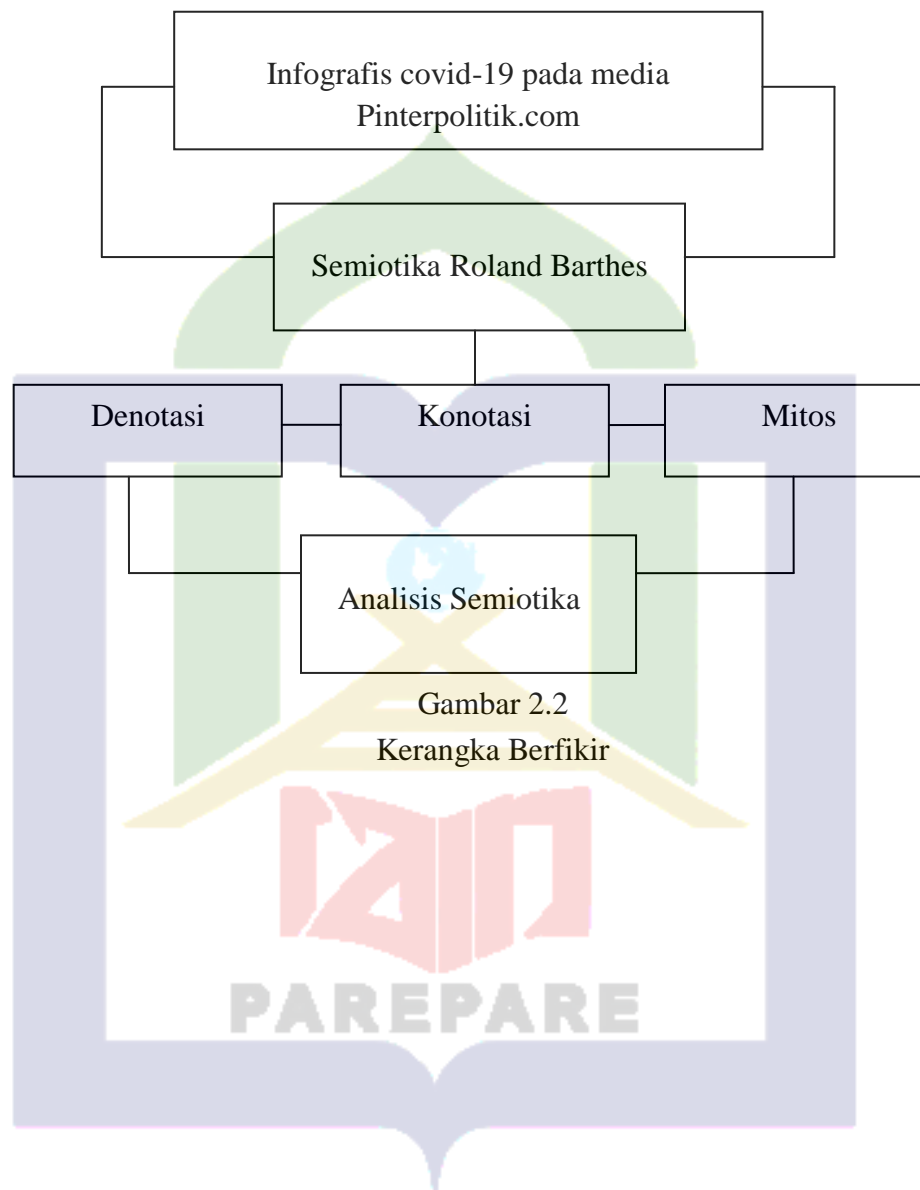 Infografis covid-19 pada media
Pinterpolitik.com
Semiotika Roland Barthes
Denotasi
Konotasi
Mitos
Analisis Semiotika
Gambar 2.2
Kerangka Berfikir
iain
PAREPARE